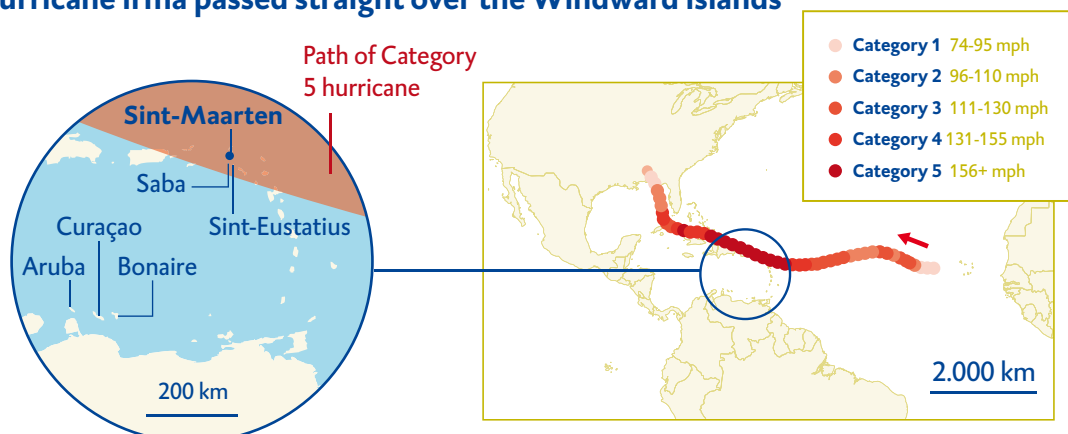 urricane Irma passed straight over the Windward Islands
Path of Category
5 hurricane
Sint-Maarten
Saba
Sint-Eustatius
Curaçao
Aruba
Bonaire
200 km
Category 1 74-95 mph
Category 2 96-110 mph
Category 3 111-130 mph
Category 4 131-155 mph
Category 5 156+ mph
2.000 km